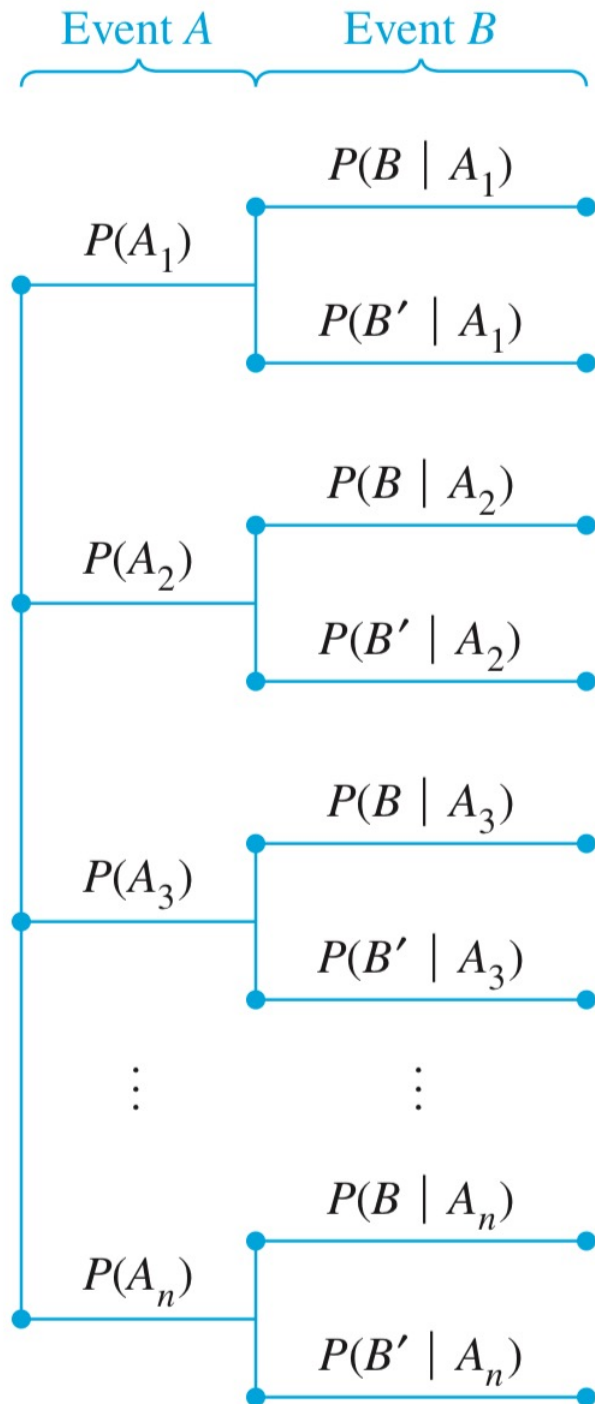 Event A Event B
P(B | A₁)
P(A₁)
P(B′ | A₁)
P(B | A₂)
P(A₂)
P(B′ | A₂)
P(B | A₃)
P(A₃)
P(B′ | A₃)
⋮ ⋮
P(B | Aₙ)
P(Aₙ)
P(B′ | Aₙ)